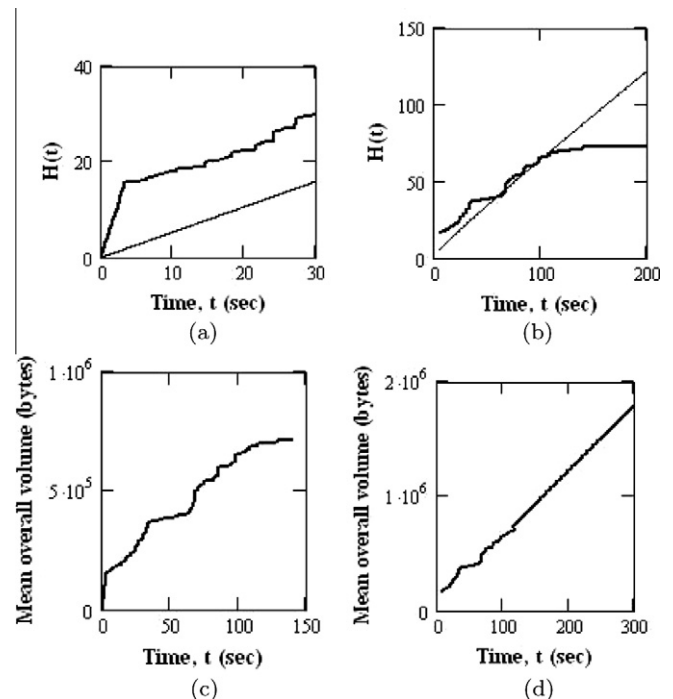 H(t)
40
20
0
0 10 20 30
Time, t (sec)
(a)
H(t)
150
100
50
0
0 100 200
Time, t (sec)
(b)
Mean overall volume (bytes)
1·10⁶
5·10⁵
0
0 50 100 150
Time, t (sec)
(c)
Mean overall volume (bytes)
2·10⁶
1·10⁶
0
0 100 200 300
Time, t (sec)
(d)